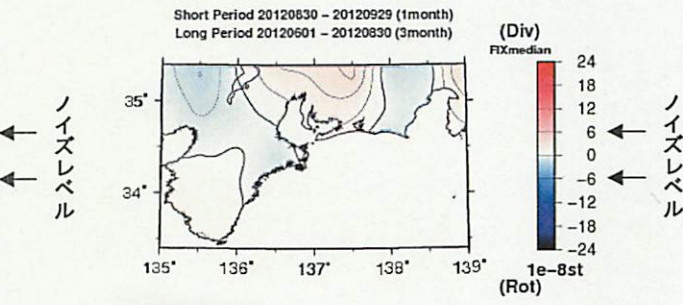 Short Period 20120830 – 20120929 (1month)
Long Period 20120601 – 20120830 (3month)
(Div)
FIXmedian
24
18
12
6
0
−6
−12
−18
−24
1e−8st
(Rot)
35˚
34˚
135˚
136˚
137˚
138˚
139˚
ノイズレベル
ノイズレベル